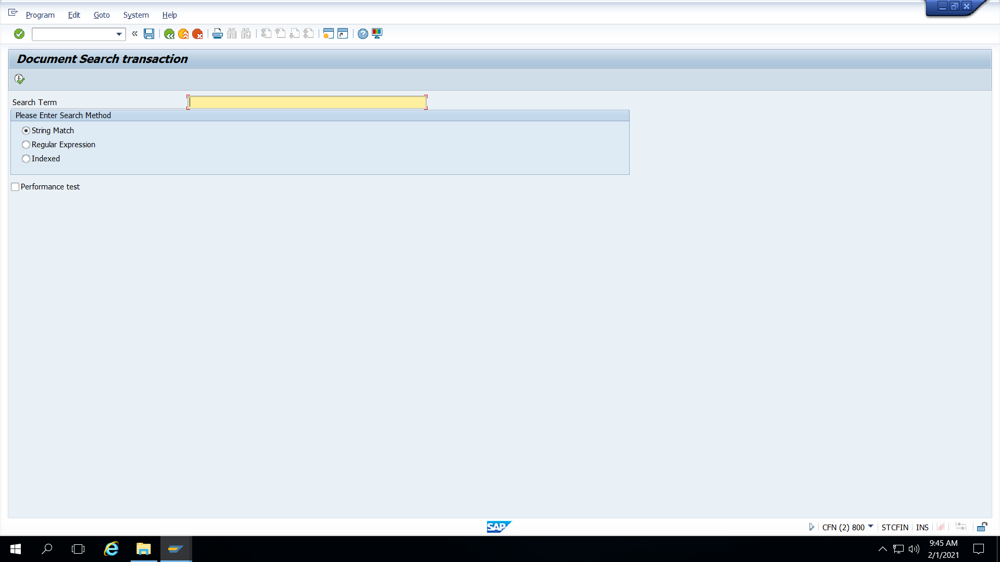 Program Edit Goto System Help
Document Search transaction
Search Term
Please Enter Search Method
String Match
Regular Expression
Indexed
Performance test
SAP
CFN (2) 800 STCFIN INS
9:45 AM
2/1/2021